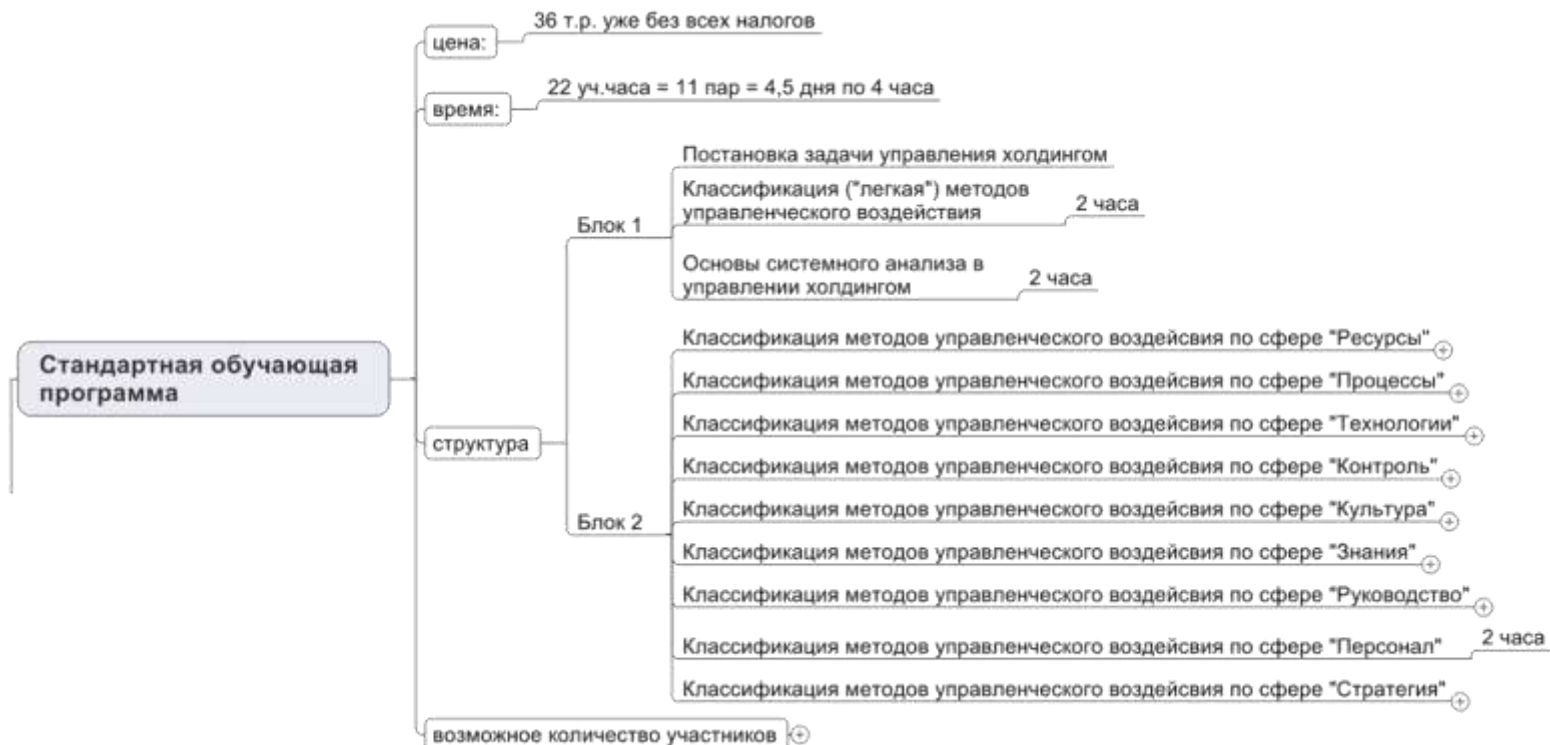 36 т.р. уже без всех налогов
цена:
22 уч.часа = 11 пар = 4,5 дня по 4 часа
время:
Постановка задачи управления холдингом
Классификация ("легкая") методов
управленческого воздействия
2 часа
Блок 1
Основы системного анализа в
управлении холдингом
2 часа
Стандартная обучающая
программа
структура
Блок 2
Классификация методов управленческого воздейсвия по сфере "Ресурсы"
Классификация методов управленческого воздейсвия по сфере "Процессы"
Классификация методов управленческого воздейсвия по сфере "Технологии"
Классификация методов управленческого воздейсвия по сфере "Контроль"
Классификация методов управленческого воздейсвия по сфере "Культура"
Классификация методов управленческого воздейсвия по сфере "Знания"
Классификация методов управленческого воздейсвия по сфере "Руководство"
Классификация методов управленческого воздейсвия по сфере "Персонал"
2 часа
Классификация методов управленческого воздейсвия по сфере "Стратегия"
возможное количество участников